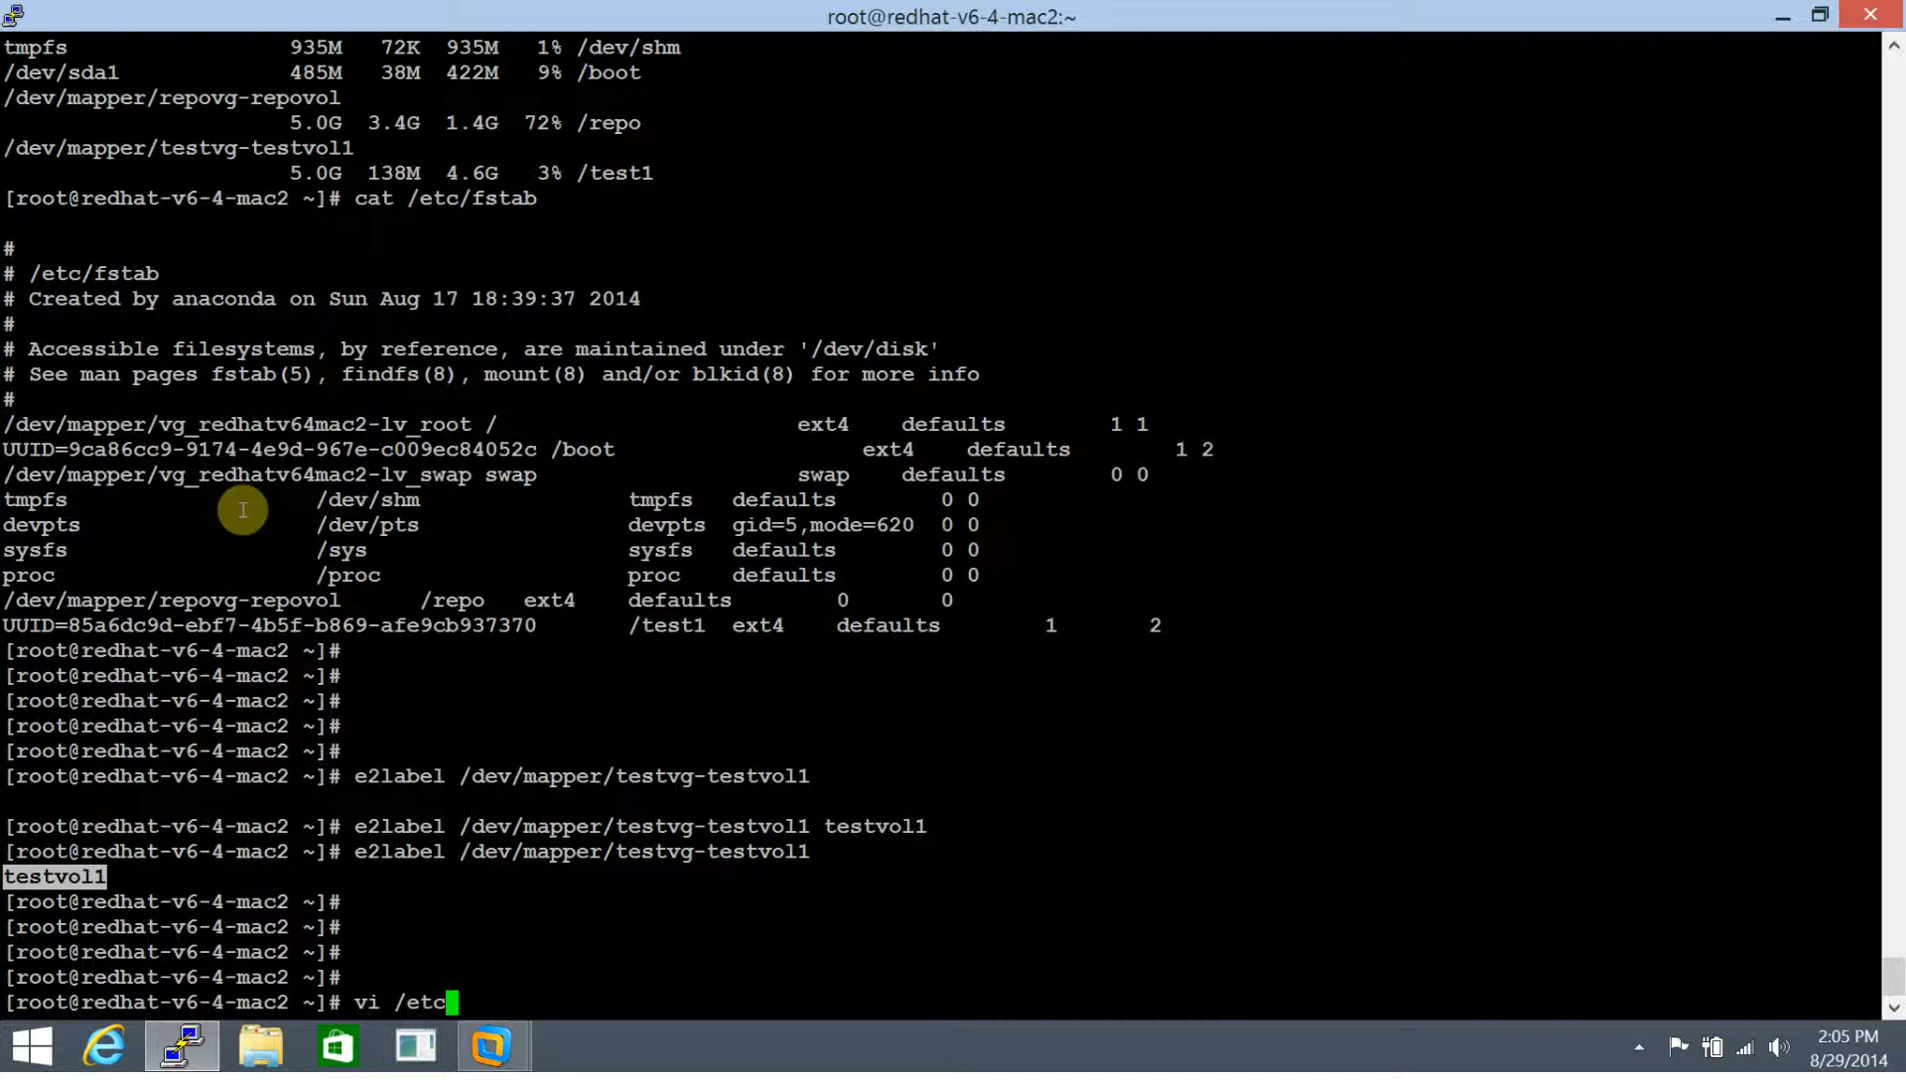 root@redhat-v6-4-mac2:~
tmpfs 935M 72K 935M 1% /dev/shm
/dev/sda1 485M 38M 422M 9% /boot
/dev/mapper/repovg-repovol
5.0G 3.4G 1.4G 72% /repo
/dev/mapper/testvg-testvol1
5.0G 138M 4.6G 3% /test1
[root@redhat-v6-4-mac2 ~]# cat /etc/fstab
#
# /etc/fstab
# Created by anaconda on Sun Aug 17 18:39:37 2014
#
# Accessible filesystems, by reference, are maintained under '/dev/disk'
# See man pages fstab(5), findfs(8), mount(8) and/or blkid(8) for more info
#
/dev/mapper/vg_redhatv64mac2-lv_root / ext4 defaults 1 1
UUID=9ca86cc9-9174-4e9d-967e-c009ec84052c /boot ext4 defaults 1 2
/dev/mapper/vg_redhatv64mac2-lv_swap swap swap defaults 0 0
tmpfs /dev/shm tmpfs defaults 0 0
devpts /dev/pts devpts gid=5,mode=620 0 0
sysfs /sys sysfs defaults 0 0
proc /proc proc defaults 0 0
/dev/mapper/repovg-repovol /repo ext4 defaults 0 0
UUID=85a6dc9d-ebf7-4b5f-b869-afe9cb937370 /test1 ext4 defaults 1 2
[root@redhat-v6-4-mac2 ~]#
[root@redhat-v6-4-mac2 ~]#
[root@redhat-v6-4-mac2 ~]#
[root@redhat-v6-4-mac2 ~]#
[root@redhat-v6-4-mac2 ~]#
[root@redhat-v6-4-mac2 ~]# e2label /dev/mapper/testvg-testvol1
[root@redhat-v6-4-mac2 ~]# e2label /dev/mapper/testvg-testvol1 testvol1
[root@redhat-v6-4-mac2 ~]# e2label /dev/mapper/testvg-testvol1
testvol1
[root@redhat-v6-4-mac2 ~]#
[root@redhat-v6-4-mac2 ~]#
[root@redhat-v6-4-mac2 ~]#
[root@redhat-v6-4-mac2 ~]#
[root@redhat-v6-4-mac2 ~]# vi /etc
2:05 PM
8/29/2014